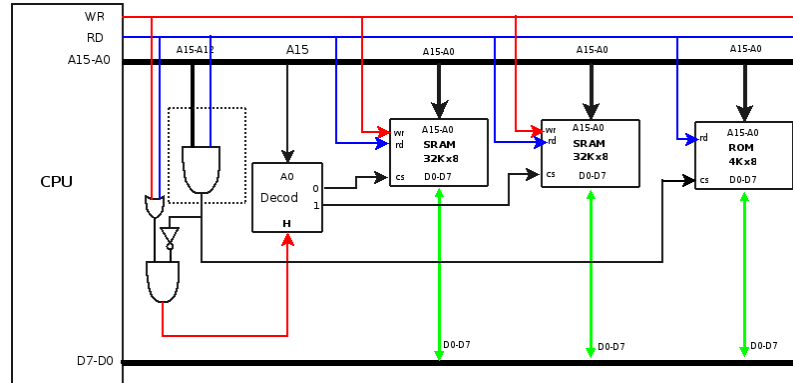 WR
RD
A15-A0
A15-A12
A15
A15-A0
A15-A0
A15-A0
CPU
wr
rd
A15-A0
SRAM
32Kx8
cs
D0-D7
wr
rd
A15-A0
SRAM
32Kx8
cs
D0-D7
rd
A15-A0
ROM
4Kx8
cs
D0-D7
A0
Decod
0
1
H
D0-D7
D0-D7
D0-D7
D7-D0